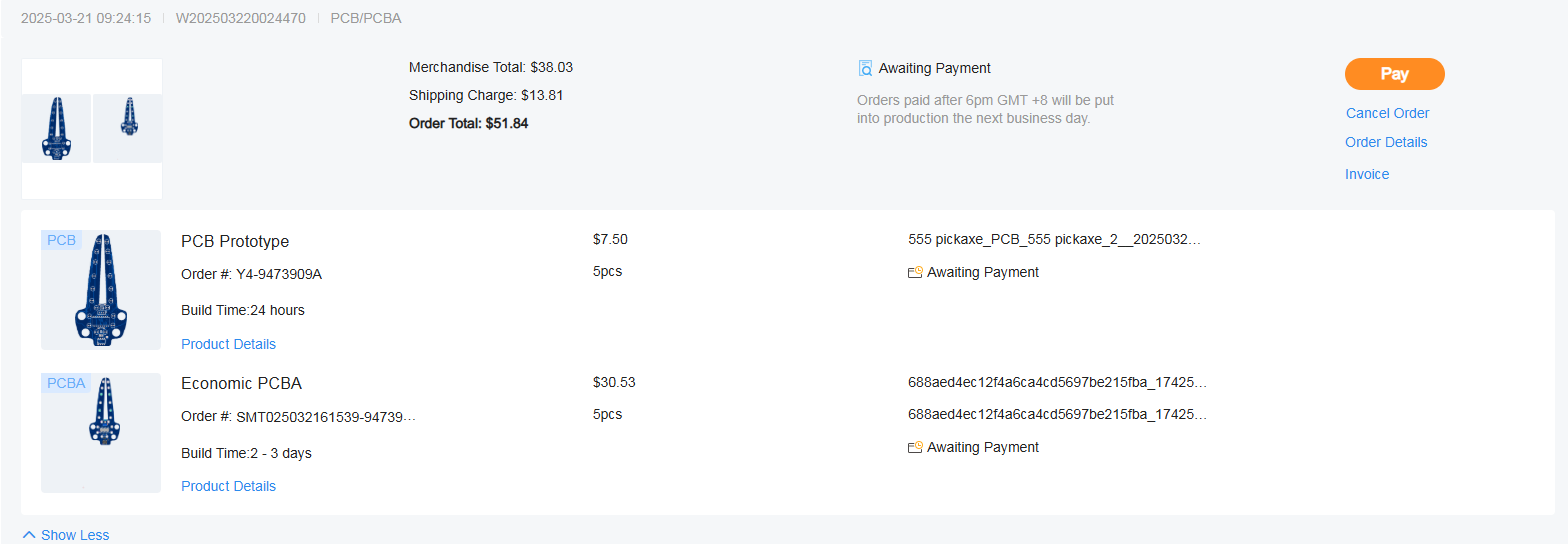 2025-03-21 09:24:15 W202503220024470 PCB/PCBA
Merchandise Total: $38.03
Shipping Charge: $13.81
Order Total: $51.84
Awaiting Payment
Orders paid after 6pm GMT +8 will be put
into production the next business day.
Pay
Cancel Order
Order Details
Invoice
PCB
PCB Prototype
Order #: Y4-9473909A
Build Time:24 hours
Product Details
$7.50
5pcs
555 pickaxe_PCB_555 pickaxe_2__2025032...
Awaiting Payment
PCBA
Economic PCBA
Order #: SMT025032161539-94739...
Build Time:2 - 3 days
Product Details
$30.53
5pcs
688aed4ec12f4a6ca4cd5697be215fba_17425...
688aed4ec12f4a6ca4cd5697be215fba_17425...
Awaiting Payment
Show Less